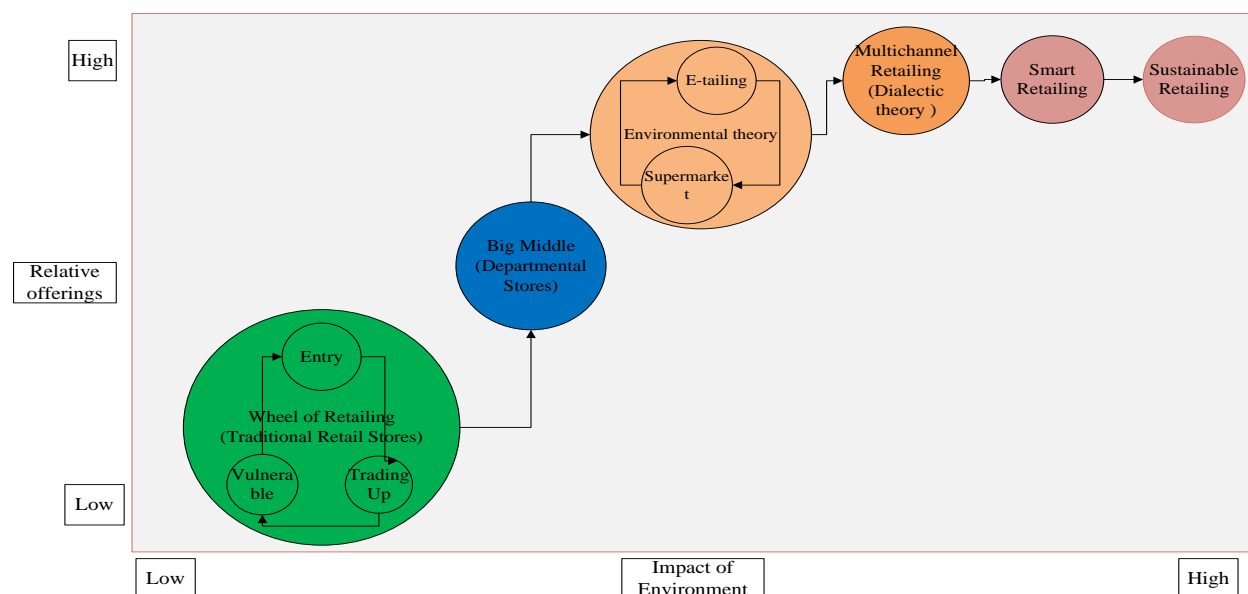 High
Relative
offerings
Low
Low
Impact of
Environment
High
Entry
Wheel of Retailing
(Traditional Retail Stores)
Vulnera
ble
Trading
Up
Big Middle
(Departmental
Stores)
E-tailing
Environmental theory
Supermarke
t
Multichannel
Retailing
(Dialectic
theory )
Smart
Retailing
Sustainable
Retailing